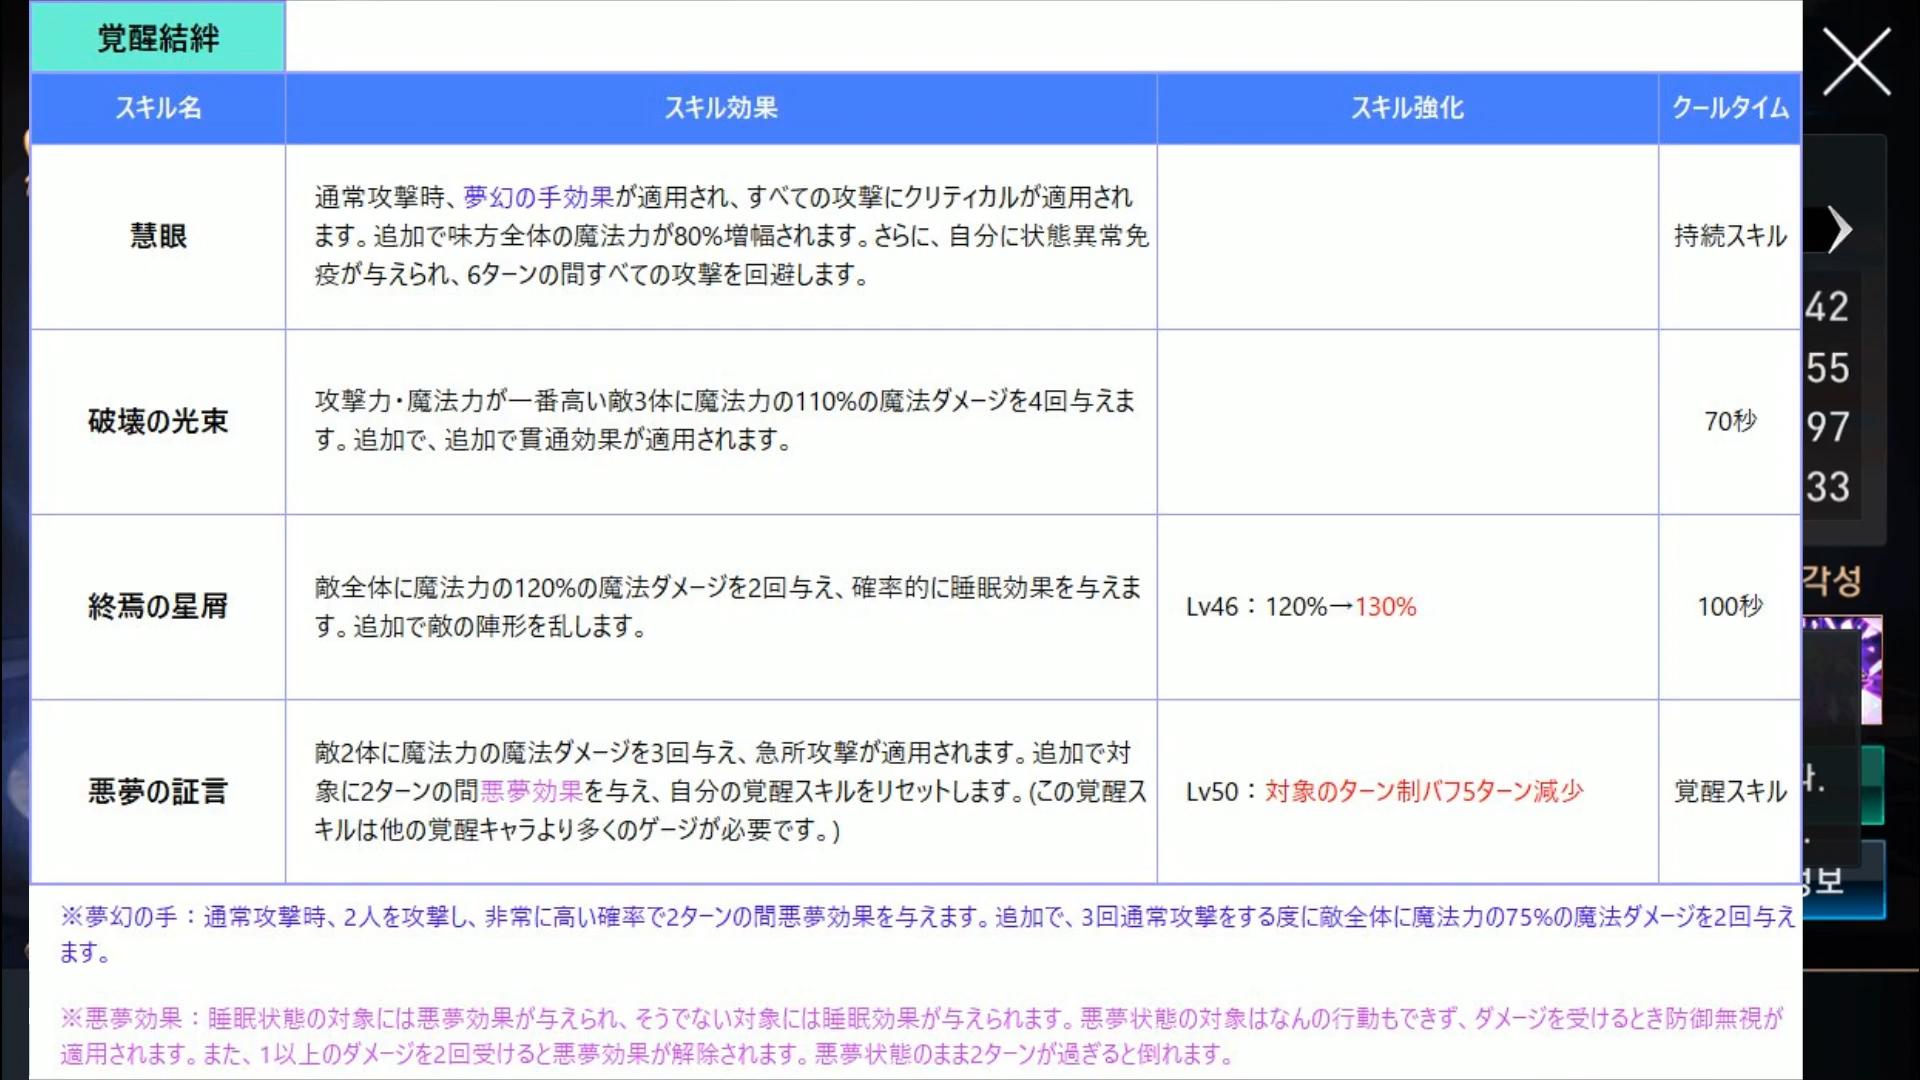 覚醒結絆
スキル名 スキル効果 スキル強化 クールタイム
慧眼
通常攻撃時、夢幻の手効果が適用され、すべての攻撃にクリティカルが適用され
ます。追加で味方全体の魔法力が80%増幅されます。さらに、自分に状態異常免
疫が与えられ、6ターンの間すべての攻撃を回避します。
持続スキル
破壊の光束
攻撃力・魔法力が一番高い敵3体に魔法力の110%の魔法ダメージを4回与えま
す。追加で、追加で貫通効果が適用されます。
70秒
終焉の星屑
敵全体に魔法力の120%の魔法ダメージを2回与え、確率的に睡眠効果を与えま
す。追加で敵の陣形を乱します。
Lv46：120%→130%
100秒
悪夢の証言
敵2体に魔法力の魔法ダメージを3回与え、急所攻撃が適用されます。追加で対
象に2ターンの間悪夢効果を与え、自分の覚醒スキルをリセットします。(この覚醒ス
キルは他の覚醒キャラより多くのゲージが必要です。)
Lv50：対象のターン制バフ5ターン減少
覚醒スキル
※夢幻の手：通常攻撃時、2人を攻撃し、非常に高い確率で2ターンの間悪夢効果を与えます。追加で、3回通常攻撃をする度に敵全体に魔法力の75%の魔法ダメージを2回与え
ます。
※悪夢効果：睡眠状態の対象には悪夢効果が与えられ、そうでない対象には睡眠効果が与えられます。悪夢状態の対象はなんの行動もできず、ダメージを受けるとき防御無視が
適用されます。また、1以上のダメージを2回受けると悪夢効果が解除されます。悪夢状態のまま2ターンが過ぎると倒れます。
42
55
97
33
각성
보